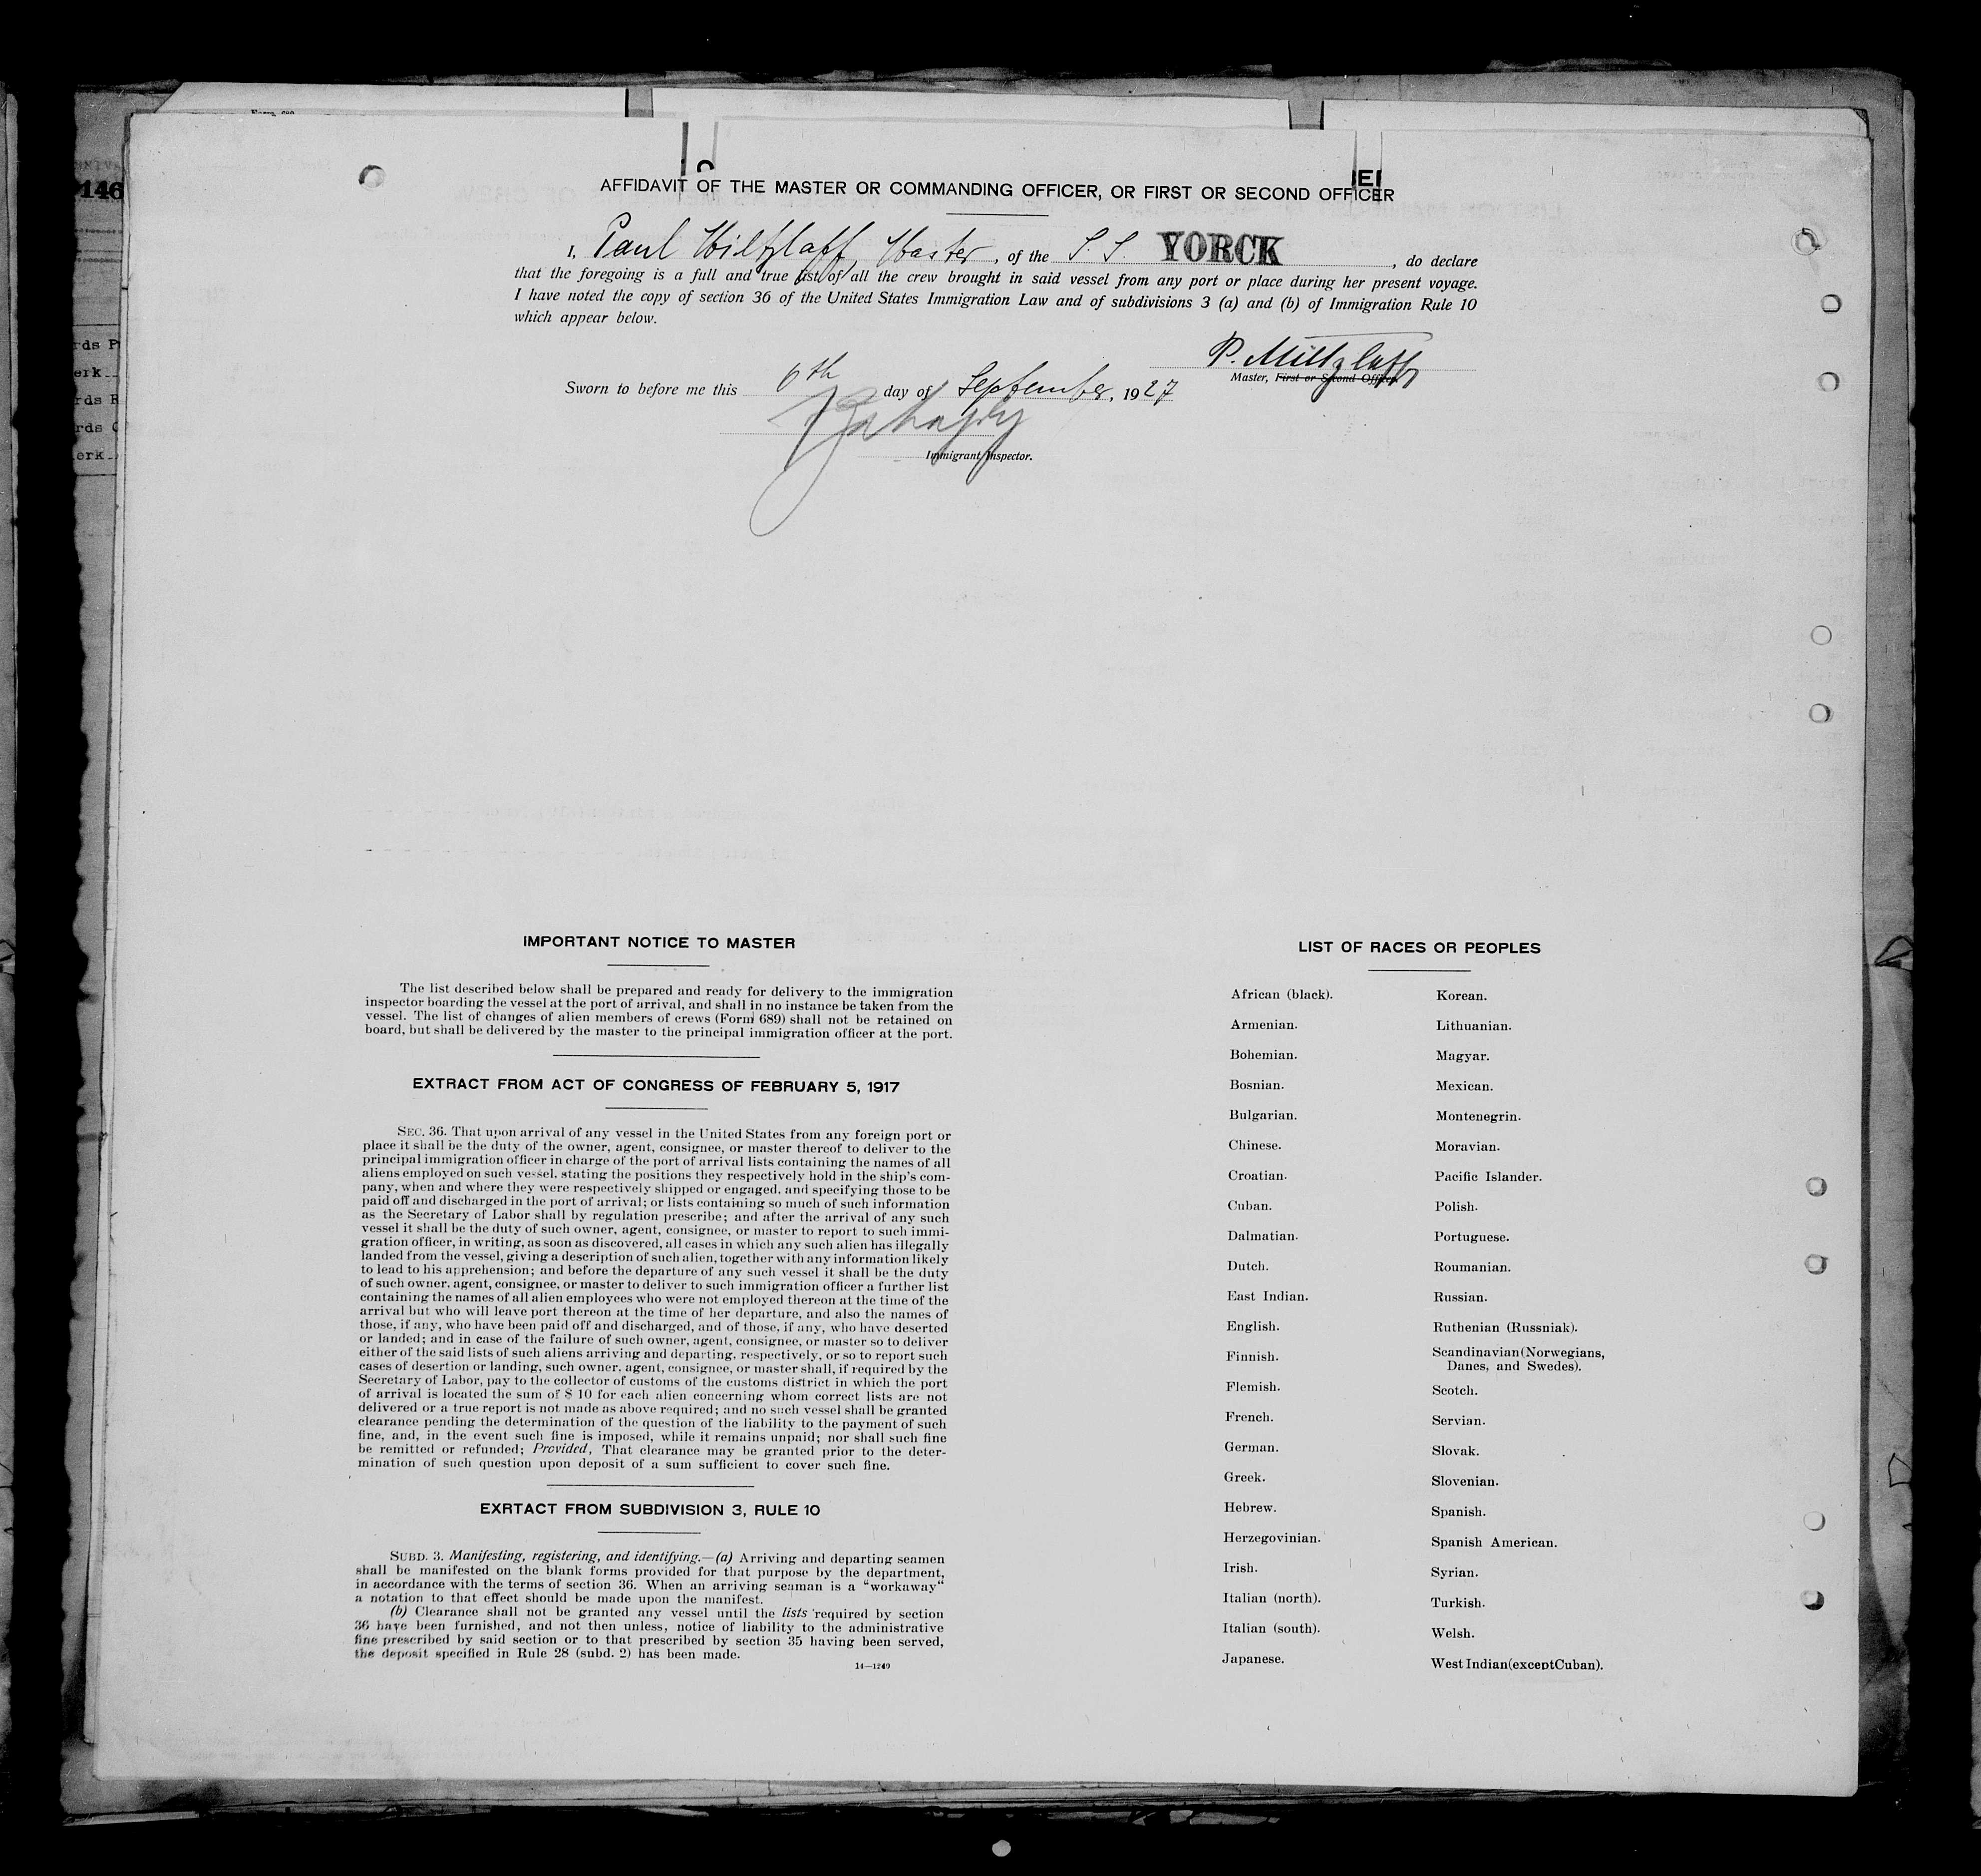 146
rds P
erk
rds R
rds C
erk
AFFIDAVIT OF THE MASTER OR COMMANDING OFFICER, OR FIRST OR SECOND OFFICER
I, Paul Miltzlaff, Master, of the S.S. YORCK, do declare
that the foregoing is a full and true list of all the crew brought in said vessel from any port or place during her present voyage.
I have noted the copy of section 36 of the United States Immigration Law and of subdivisions 3 (a) and (b) of Immigration Rule 10
which appear below.
P. Miltzlaff
Master, First or Second Officer
Sworn to before me this 6th day of September, 1927
Immigrant Inspector.
IMPORTANT NOTICE TO MASTER
The list described below shall be prepared and ready for delivery to the immigration
inspector boarding the vessel at the port of arrival, and shall in no instance be taken from the
vessel. The list of changes of alien members of crews (Form 689) shall not be retained on
board, but shall be delivered by the master to the principal immigration officer at the port.
EXTRACT FROM ACT OF CONGRESS OF FEBRUARY 5, 1917
SEC. 36. That upon arrival of any vessel in the United States from any foreign port or
place it shall be the duty of the owner, agent, consignee, or master thereof to deliver to the
principal immigration officer in charge of the port of arrival lists containing the names of all
aliens employed on such vessel, stating the positions they respectively hold in the ship's com-
pany, when and where they were respectively shipped or engaged, and specifying those to be
paid off and discharged in the port of arrival; or lists containing so much of such information
as the Secretary of Labor shall by regulation prescribe; and after the arrival of any such
vessel it shall be the duty of such owner, agent, consignee, or master to report to such immi-
gration officer, in writing, as soon as discovered, all cases in which any such alien has illegally
landed from the vessel, giving a description of such alien, together with any information likely
to lead to his apprehension; and before the departure of any such vessel it shall be the duty
of such owner, agent, consignee, or master to deliver to such immigration officer a further list
containing the names of all alien employees who were not employed thereon at the time of the
arrival but who will leave port thereon at the time of her departure, and also the names of
those, if any, who have been paid off and discharged, and of those, if any, who have deserted
or landed; and in case of the failure of such owner, agent, consignee, or master so to deliver
either of the said lists of such aliens arriving and departing, respectively, or so to report such
cases of desertion or landing, such owner, agent, consignee, or master shall, if required by the
Secretary of Labor, pay to the collector of customs of the customs district in which the port
of arrival is located the sum of $ 10 for each alien concerning whom correct lists are not
delivered or a true report is not made as above required; and no such vessel shall be granted
clearance pending the determination of the question of the liability to the payment of such
fine, and, in the event such fine is imposed, while it remains unpaid; nor shall such fine
be remitted or refunded; Provided, That clearance may be granted prior to the deter-
mination of such question upon deposit of a sum sufficient to cover such fine.
EXRTACT FROM SUBDIVISION 3, RULE 10
SUBD. 3. Manifesting, registering, and identifying.—(a) Arriving and departing seamen
shall be manifested on the blank forms provided for that purpose by the department,
in accordance with the terms of section 36. When an arriving seaman is a "workaway"
a notation to that effect should be made upon the manifest.
(b) Clearance shall not be granted any vessel until the lists required by section
36 have been furnished, and not then unless, notice of liability to the administrative
fine prescribed by said section or to that prescribed by section 35 having been served,
the deposit specified in Rule 28 (subd. 2) has been made.
14—1240
LIST OF RACES OR PEOPLES
African (black).
Armenian.
Bohemian.
Bosnian.
Bulgarian.
Chinese.
Croatian.
Cuban.
Dalmatian.
Dutch.
East Indian.
English.
Finnish.
Flemish.
French.
German.
Greek.
Hebrew.
Herzegovinian.
Irish.
Italian (north).
Italian (south).
Japanese.
Korean.
Lithuanian.
Magyar.
Mexican.
Montenegrin.
Moravian.
Pacific Islander.
Polish.
Portuguese.
Roumanian.
Russian.
Ruthenian (Russniak).
Scandinavian (Norwegians,
Danes, and Swedes).
Scotch.
Servian.
Slovak.
Slovenian.
Spanish.
Spanish American.
Syrian.
Turkish.
Welsh.
West Indian (except Cuban).